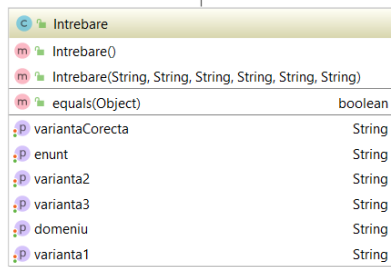 C Intrebare
m Intrebare()
m Intrebare(String, String, String, String, String, String)
m equals(Object) boolean
p variantaCorecta String
p enunt String
p varianta2 String
p varianta3 String
p domeniu String
p varianta1 String